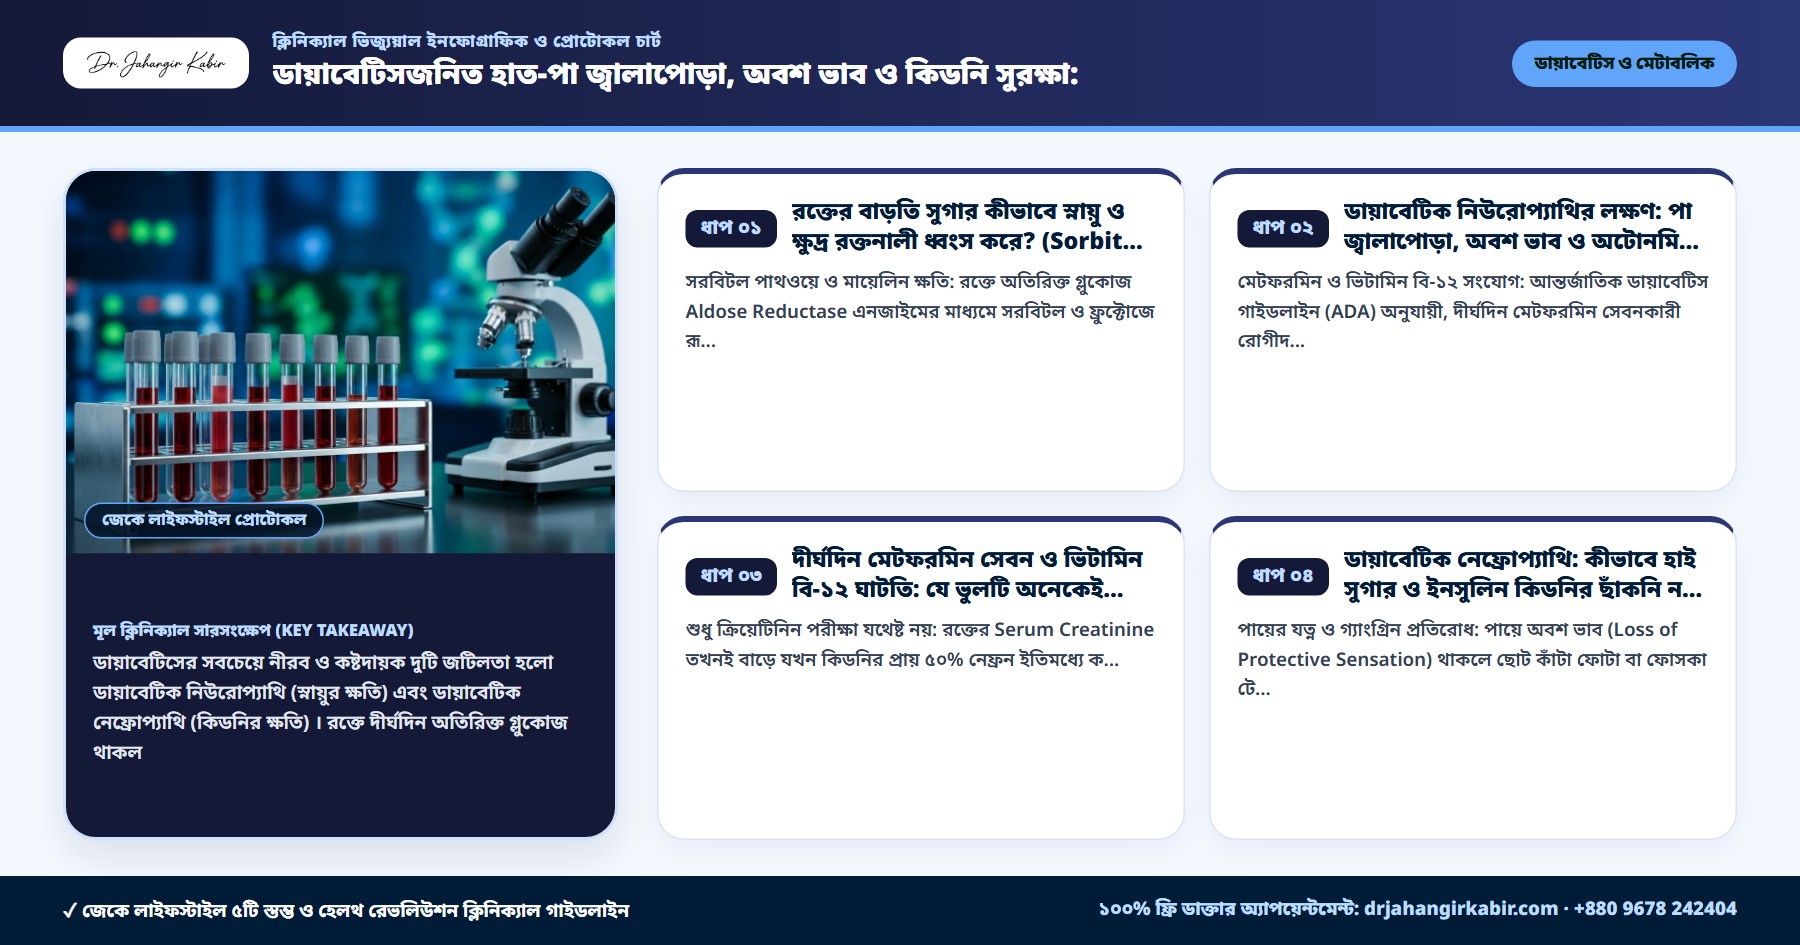 Dr. Jahangir Kabir
ক্লিনিক্যাল ভিজ্যুয়াল ইনফোগ্রাফিক ও প্রোটোকল চার্ট
ডায়াবেটিসজনিত হাত-পা জ্বালাপোড়া, অবশ ভাব ও কিডনি সুরক্ষা:
ডায়াবেটিস ও মেটাবলিক
জেকে লাইফস্টাইল প্রোটোকল
মূল ক্লিনিক্যাল সারসংক্ষেপ (KEY TAKEAWAY)
ডায়াবেটিসের সবচেয়ে নীরব ও কষ্টদায়ক দুটি জটিলতা হলো
ডায়াবেটিক নিউরোপ্যাথি (স্নায়ুর ক্ষতি) এবং ডায়াবেটিক
নেফ্রোপ্যাথি (কিডনির ক্ষতি)। রক্তে দীর্ঘদিন অতিরিক্ত গ্লুকোজ
থাকল
ধাপ ০১
রক্তের বাড়তি সুগার কীভাবে স্নায়ু ও
ক্ষুদ্র রক্তনালী ধ্বংস করে? (Sorbit...
সরবিটল পাথওয়ে ও মায়েলিন ক্ষতি: রক্তে অতিরিক্ত গ্লুকোজ
Aldose Reductase এনজাইমের মাধ্যমে সরবিটল ও ফ্রুক্টোজে
রূ...
ধাপ ০২
ডায়াবেটিক নিউরোপ্যাথির লক্ষণ: পা
জ্বালাপোড়া, অবশ ভাব ও অটোনমি...
মেটফরমিন ও ভিটামিন বি-১২ সংযোগ: আন্তর্জাতিক ডায়াবেটিস
গাইডলাইন (ADA) অনুযায়ী, দীর্ঘদিন মেটফরমিন সেবনকারী
রোগীদ...
ধাপ ০৩
দীর্ঘদিন মেটফরমিন সেবন ও ভিটামিন
বি-১২ ঘাটতি: যে ভুলটি অনেকেই...
শুধু ক্রিয়েটিনিন পরীক্ষা যথেষ্ট নয়: রক্তের Serum Creatinine
তখনই বাড়ে যখন কিডনির প্রায় ৫০% নেফ্রন ইতিমধ্যে ক...
ধাপ ০৪
ডায়াবেটিক নেফ্রোপ্যাথি: কীভাবে হাই
সুগার ও ইনসুলিন কিডনির ছাঁকনি ন...
পায়ের যত্ন ও গ্যাংগ্রিন প্রতিরোধ: পায়ে অবশ ভাব (Loss of
Protective Sensation) থাকলে ছোট কাঁটা ফোটা বা ফোসকা
টে...
✓ জেকে লাইফস্টাইল ৫টি স্তম্ভ ও হেলথ রেভলিউশন ক্লিনিক্যাল গাইডলাইন
১০০% ফ্রি ডাক্তার অ্যাপয়েন্টমেন্ট: drjahangirkabir.com · +880 9678 242404